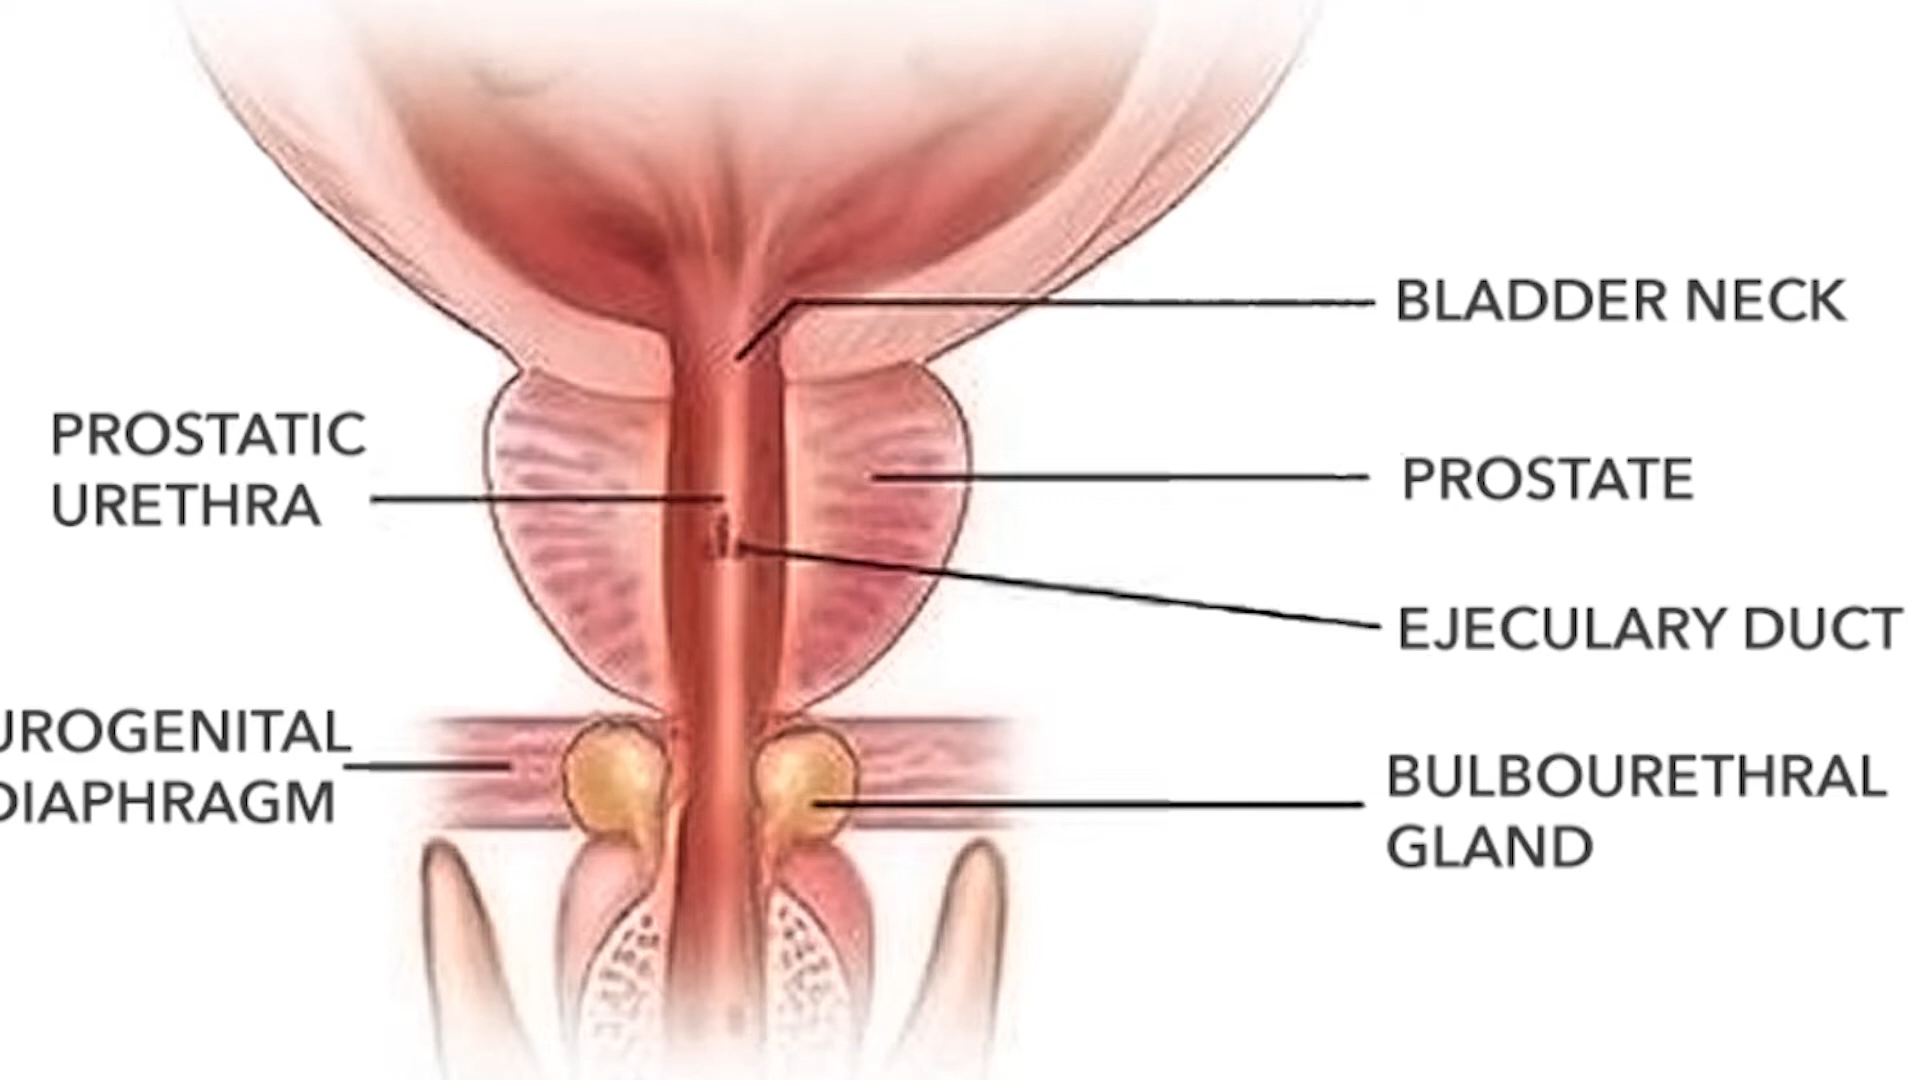 BLADDER NECK
PROSTATIC
URETHRA
PROSTATE
EJECULARY DUCT
UROGENITAL
DIAPHRAGM
BULBOURETHRAL
GLAND